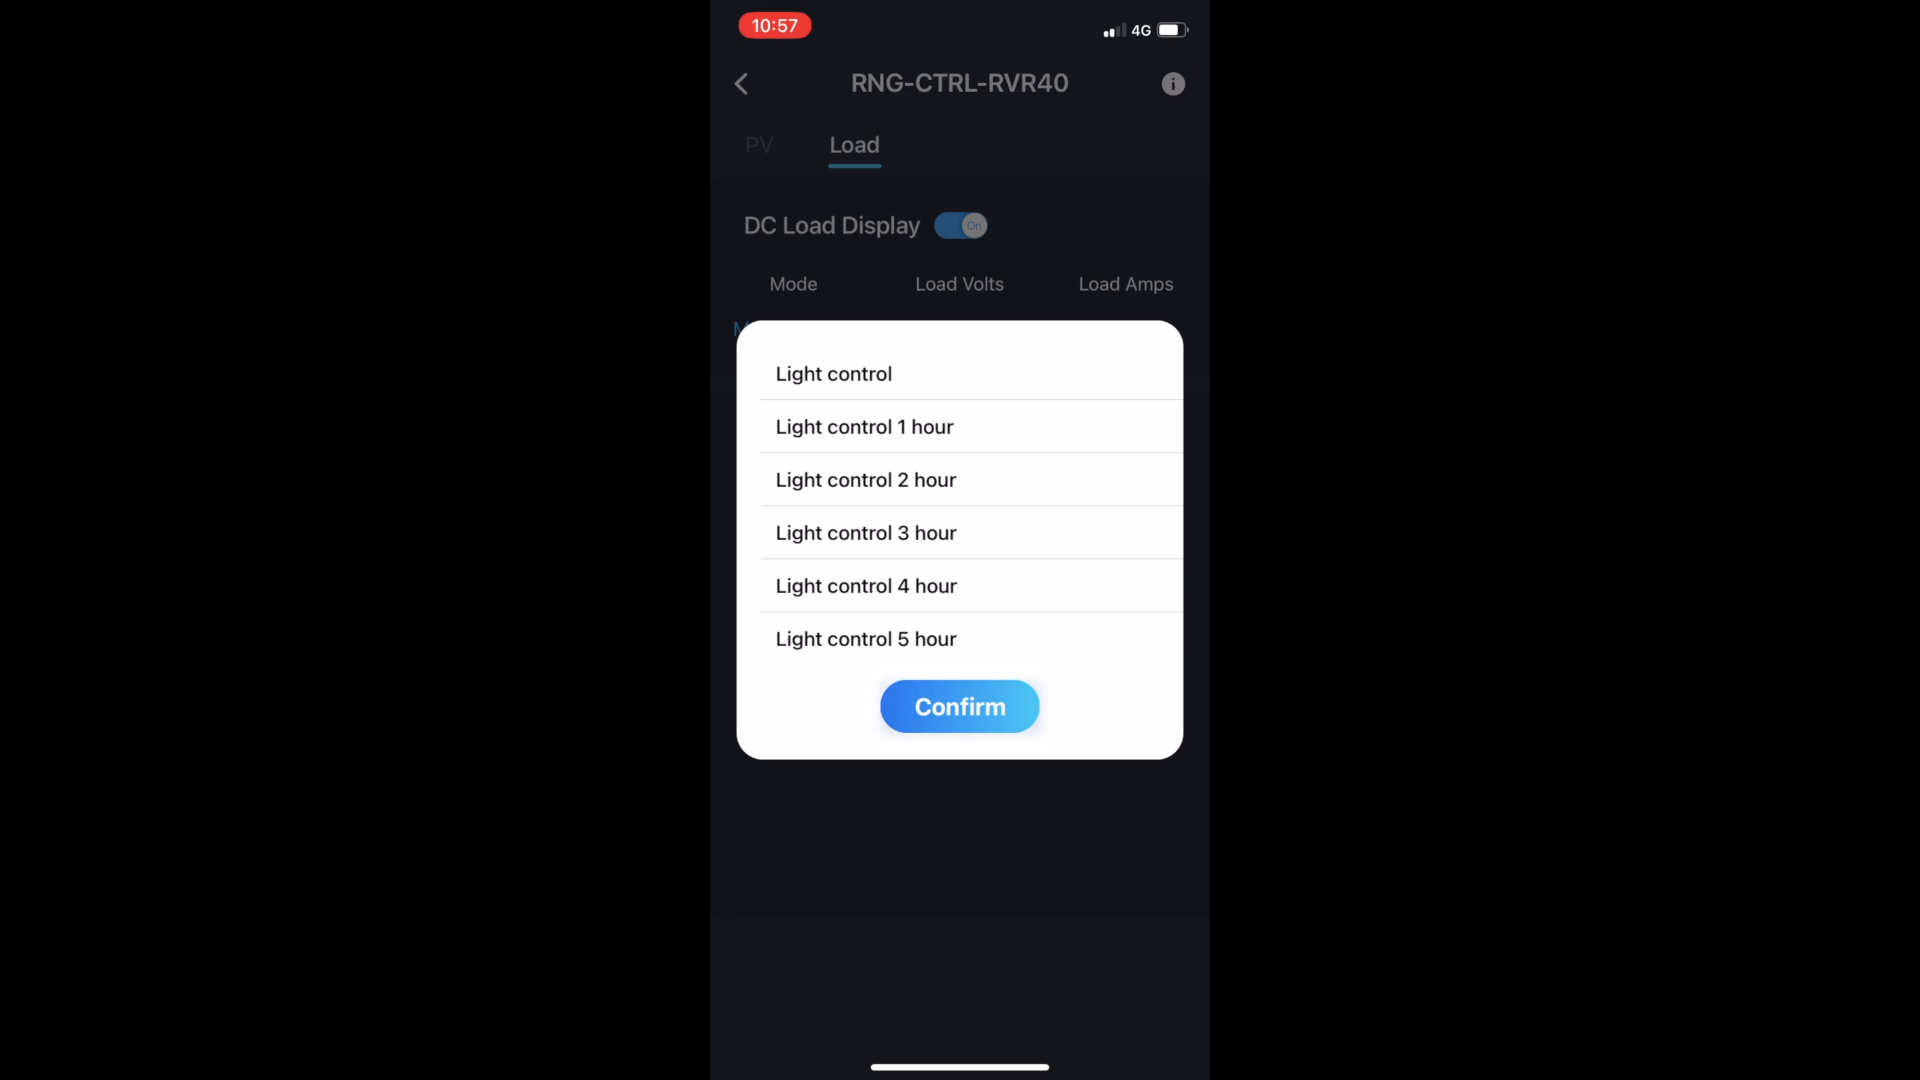 10:57
4G
RNG-CTRL-RVR40
PV
Load
DC Load Display
On
Mode
Load Volts
Load Amps
Light control
Light control 1 hour
Light control 2 hour
Light control 3 hour
Light control 4 hour
Light control 5 hour
Confirm